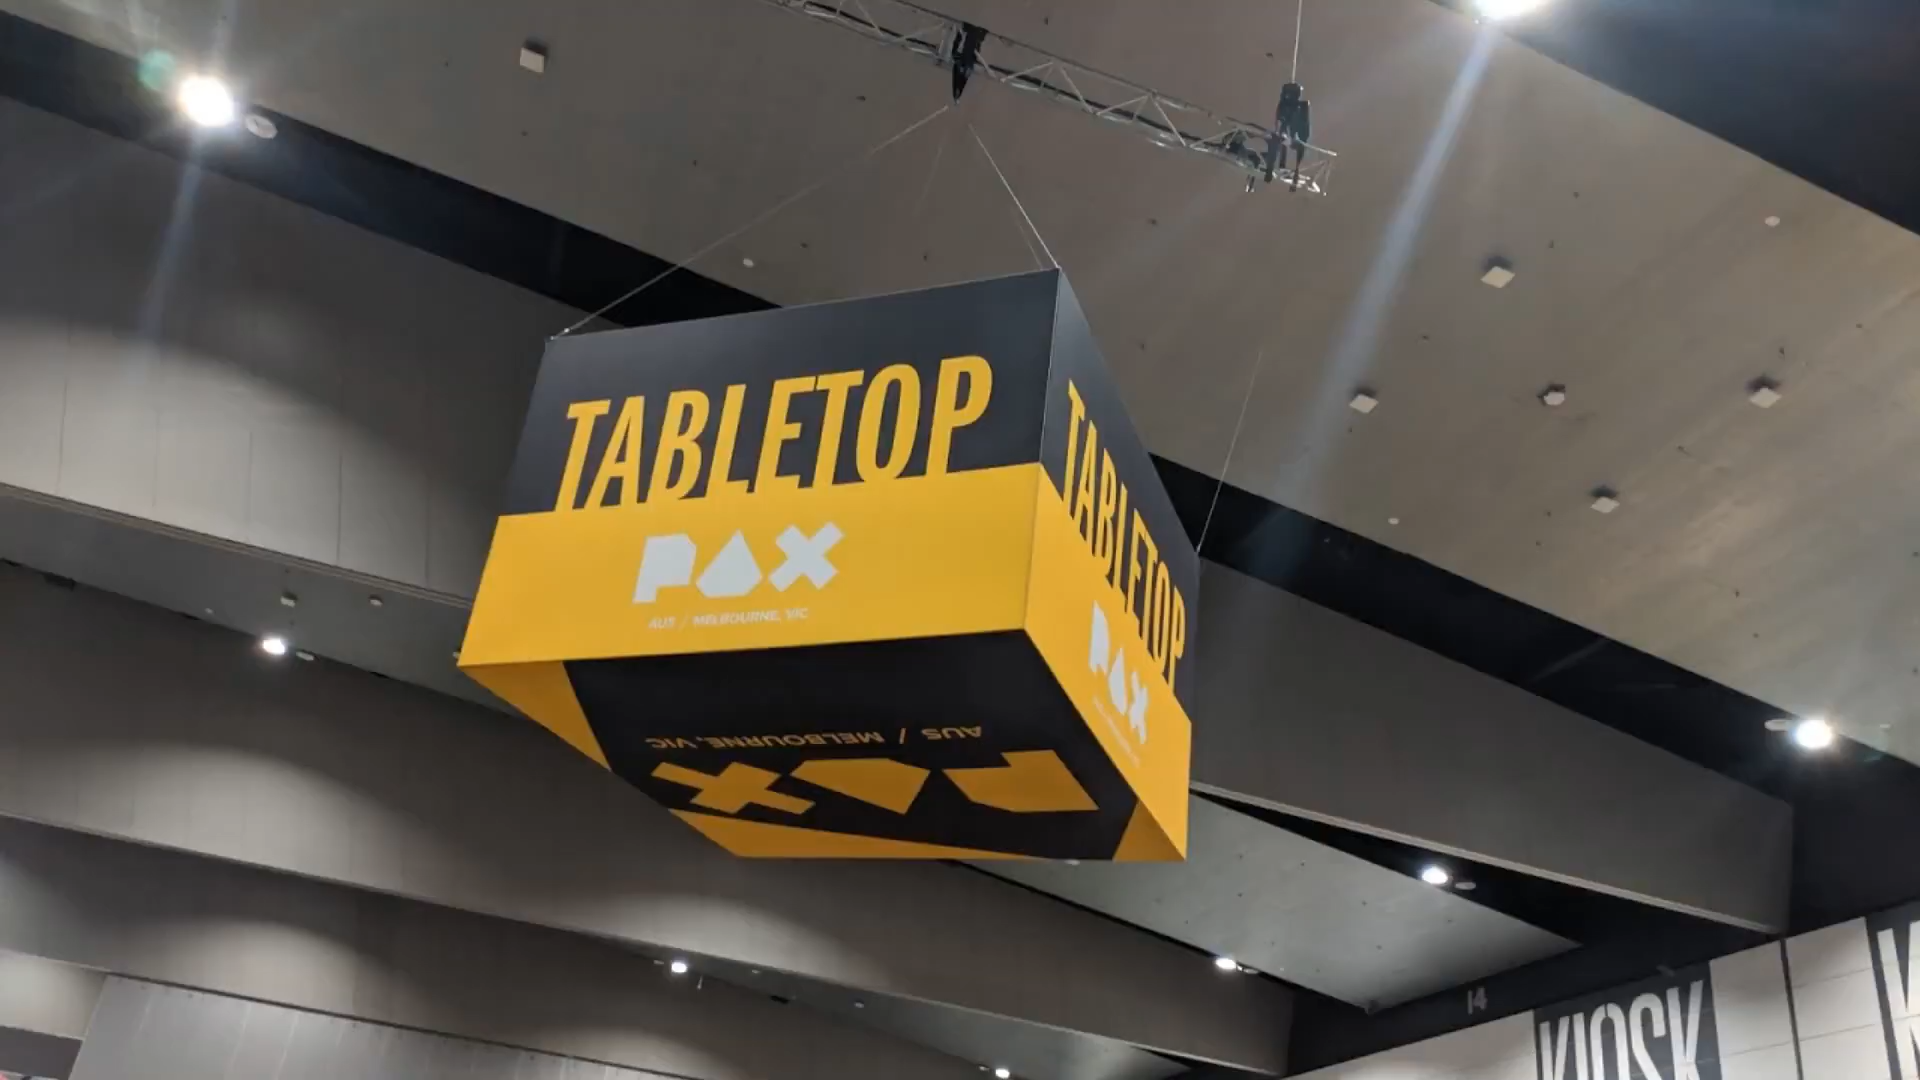 TABLETOP
PAX
AUS / MELBOURNE, VIC
TABLETOP
PAX
AUS / MELBOURNE, VIC
PAX
14
KIOSK